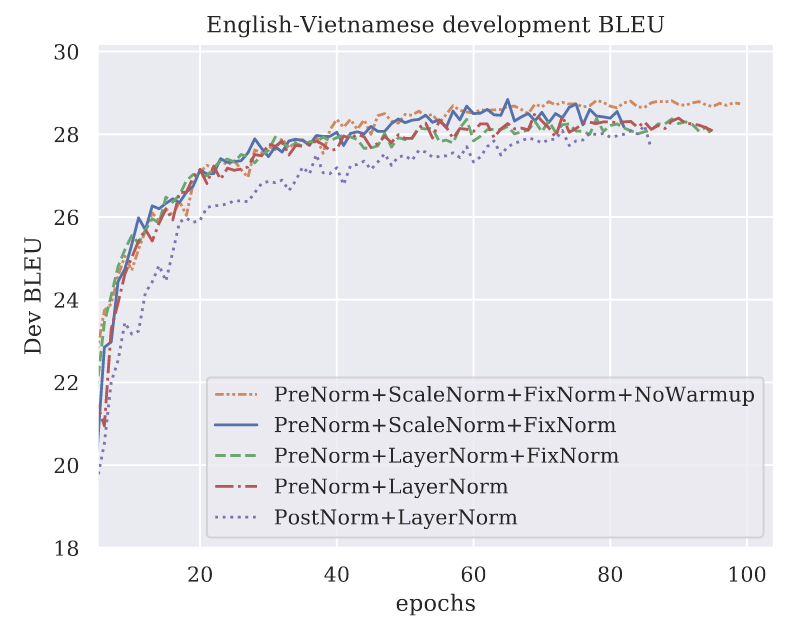 English-Vietnamese development BLEU
30
28
26
24
22
20
18
Dev BLEU
PreNorm+ScaleNorm+FixNorm+NoWarmup
PreNorm+ScaleNorm+FixNorm
PreNorm+LayerNorm+FixNorm
PreNorm+LayerNorm
PostNorm+LayerNorm
20 40 60 80 100
epochs